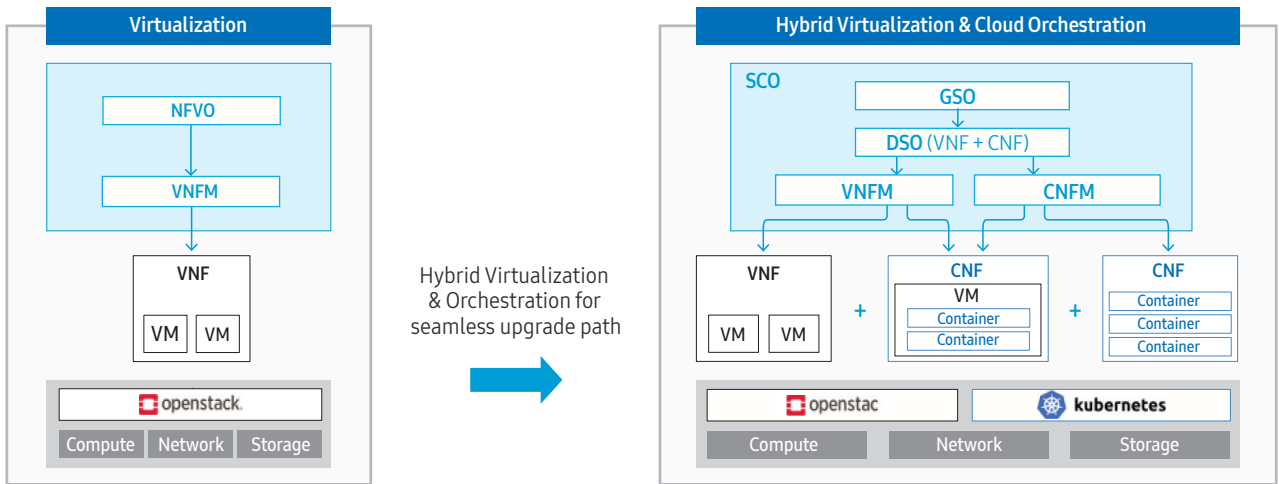 Virtualization
NFVO
VNFM
VNF
VM VM
openstack.
Compute Network Storage
Hybrid Virtualization
& Orchestration for
seamless upgrade path
Hybrid Virtualization & Cloud Orchestration
SCO
GSO
DSO (VNF + CNF)
VNFM CNFM
VNF
VM VM
+
CNF
VM
Container
Container
+
CNF
Container
Container
Container
openstac kubernetes
Compute Network Storage